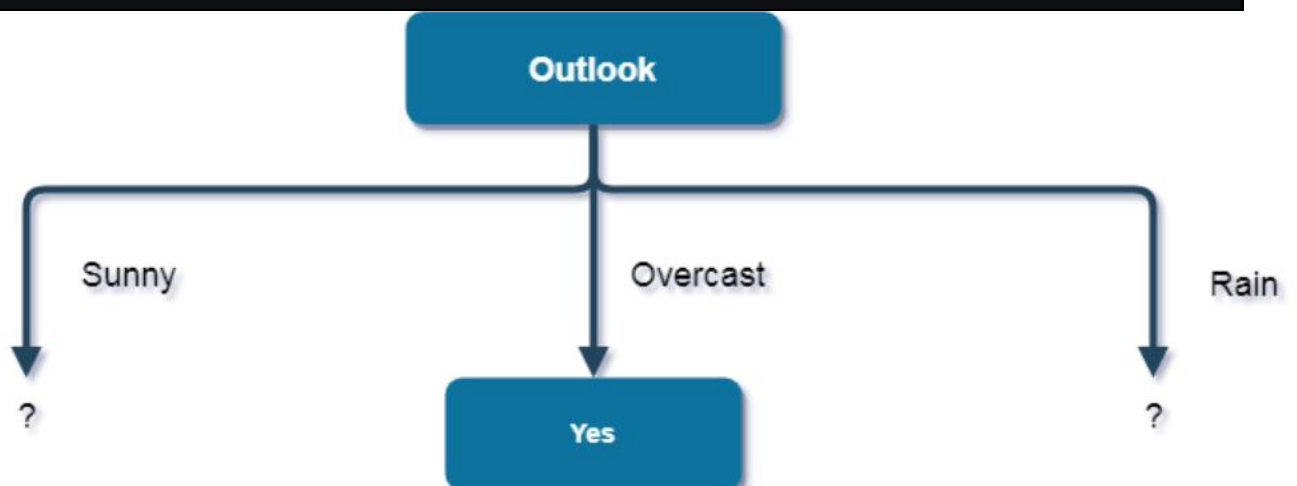 Outlook
Sunny
Overcast
Rain
?
Yes
?